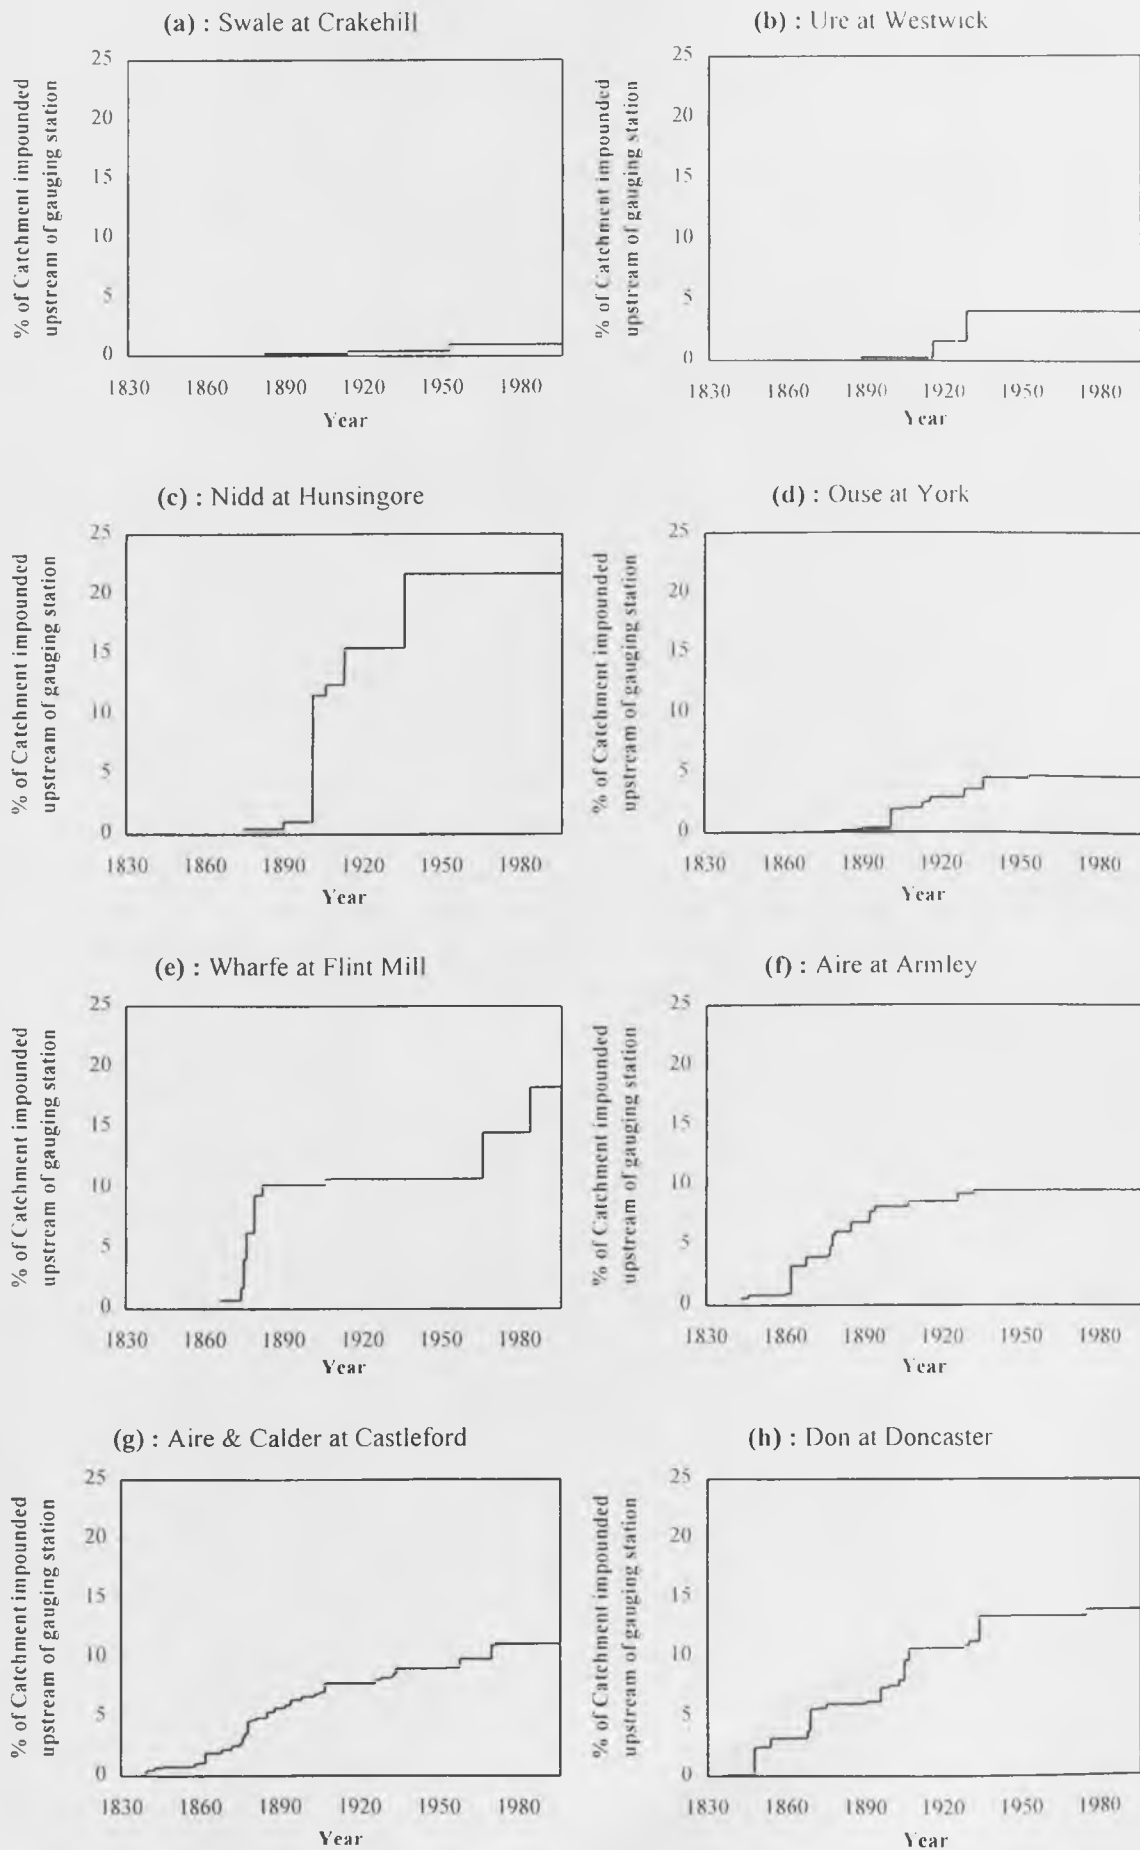 (a) : Swale at Crakehill
% of Catchment impounded
upstream of gauging station
25
20
15
10
5
0
1830 1860 1890 1920 1950 1980
Year
(b) : Ure at Westwick
% of Catchment impounded
upstream of gauging station
25
20
15
10
5
0
1830 1860 1890 1920 1950 1980
Year
(c) : Nidd at Hunsingore
% of Catchment impounded
upstream of gauging station
25
20
15
10
5
0
1830 1860 1890 1920 1950 1980
Year
(d) : Ouse at York
% of Catchment impounded
upstream of gauging station
25
20
15
10
5
0
1830 1860 1890 1920 1950 1980
Year
(e) : Wharfe at Flint Mill
% of Catchment impounded
upstream of gauging station
25
20
15
10
5
0
1830 1860 1890 1920 1950 1980
Year
(f) : Aire at Armley
% of Catchment impounded
upstream of gauging station
25
20
15
10
5
0
1830 1860 1890 1920 1950 1980
Year
(g) : Aire & Calder at Castleford
% of Catchment impounded
upstream of gauging station
25
20
15
10
5
0
1830 1860 1890 1920 1950 1980
Year
(h) : Don at Doncaster
% of Catchment impounded
upstream of gauging station
25
20
15
10
5
0
1830 1860 1890 1920 1950 1980
Year